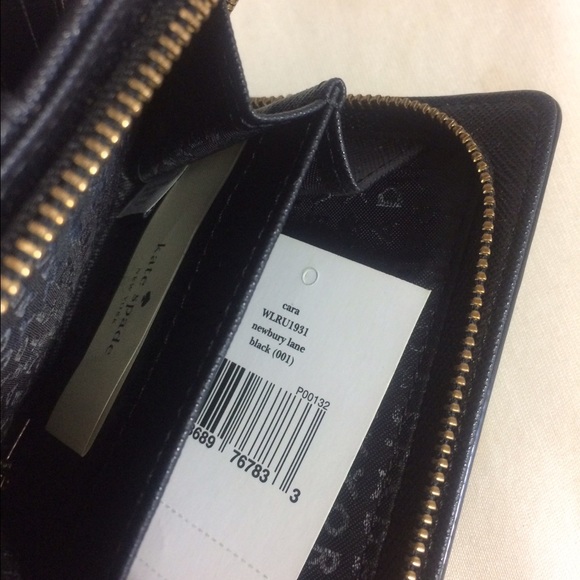 kate spade
NEW YORK
cara
WLRU1931
newbury lane
black (001)
P00132
689 76783 3